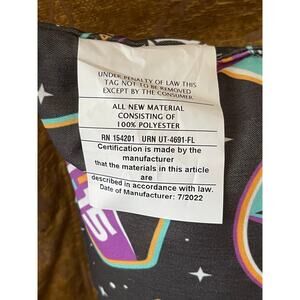 UNDER PENALTY OF LAW THIS
TAG NOT TO BE REMOVED
EXCEPT BY THE CONSUMER
ALL NEW MATERIAL
CONSISTING OF
100% POLYESTER
RN 154201 URN UT-4691-FL
Certification is made by the
manufacturer
that the materials in this article
are
described in accordance with law.
Date of Manufacturer: 7/2022